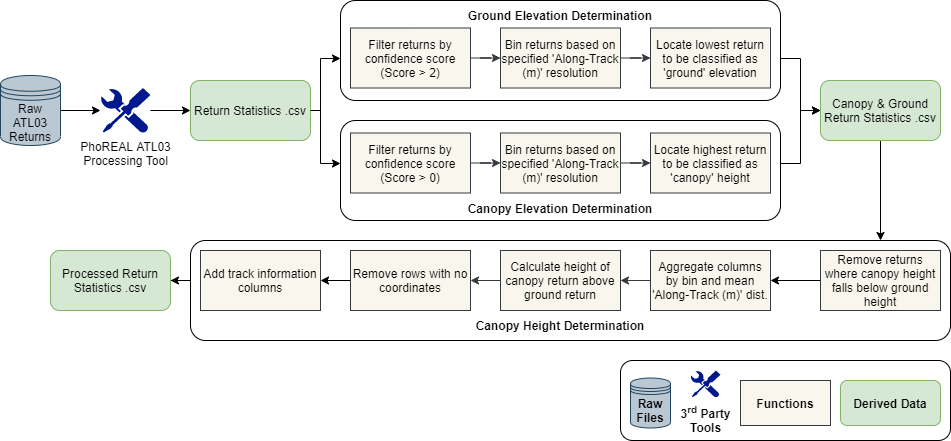 Ground Elevation Determination
Filter returns by
confidence score
(Score > 2)
Bin returns based on
specified 'Along-Track
(m)' resolution
Locate lowest return
to be classified as
'ground' elevation
Raw
ATL03
Returns
PhoREAL ATL03
Processing Tool
Return Statistics .csv
Canopy & Ground
Return Statistics .csv
Filter returns by
confidence score
(Score > 0)
Bin returns based on
specified 'Along-Track
(m)' resolution
Locate highest return
to be classified as
'canopy' height
Canopy Elevation Determination
Processed Return
Statistics .csv
Add track information
columns
Remove rows with no
coordinates
Calculate height of
canopy return above
ground return
Aggregate columns
by bin and mean
'Along-Track (m)' dist.
Remove returns
where canopy height
falls below ground
height
Canopy Height Determination
Raw
Files
3rd Party
Tools
Functions
Derived Data